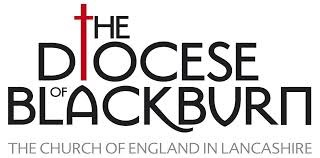 THE
DIOCESE
OF BLACKBURN
THE CHURCH OF ENGLAND IN LANCASHIRE